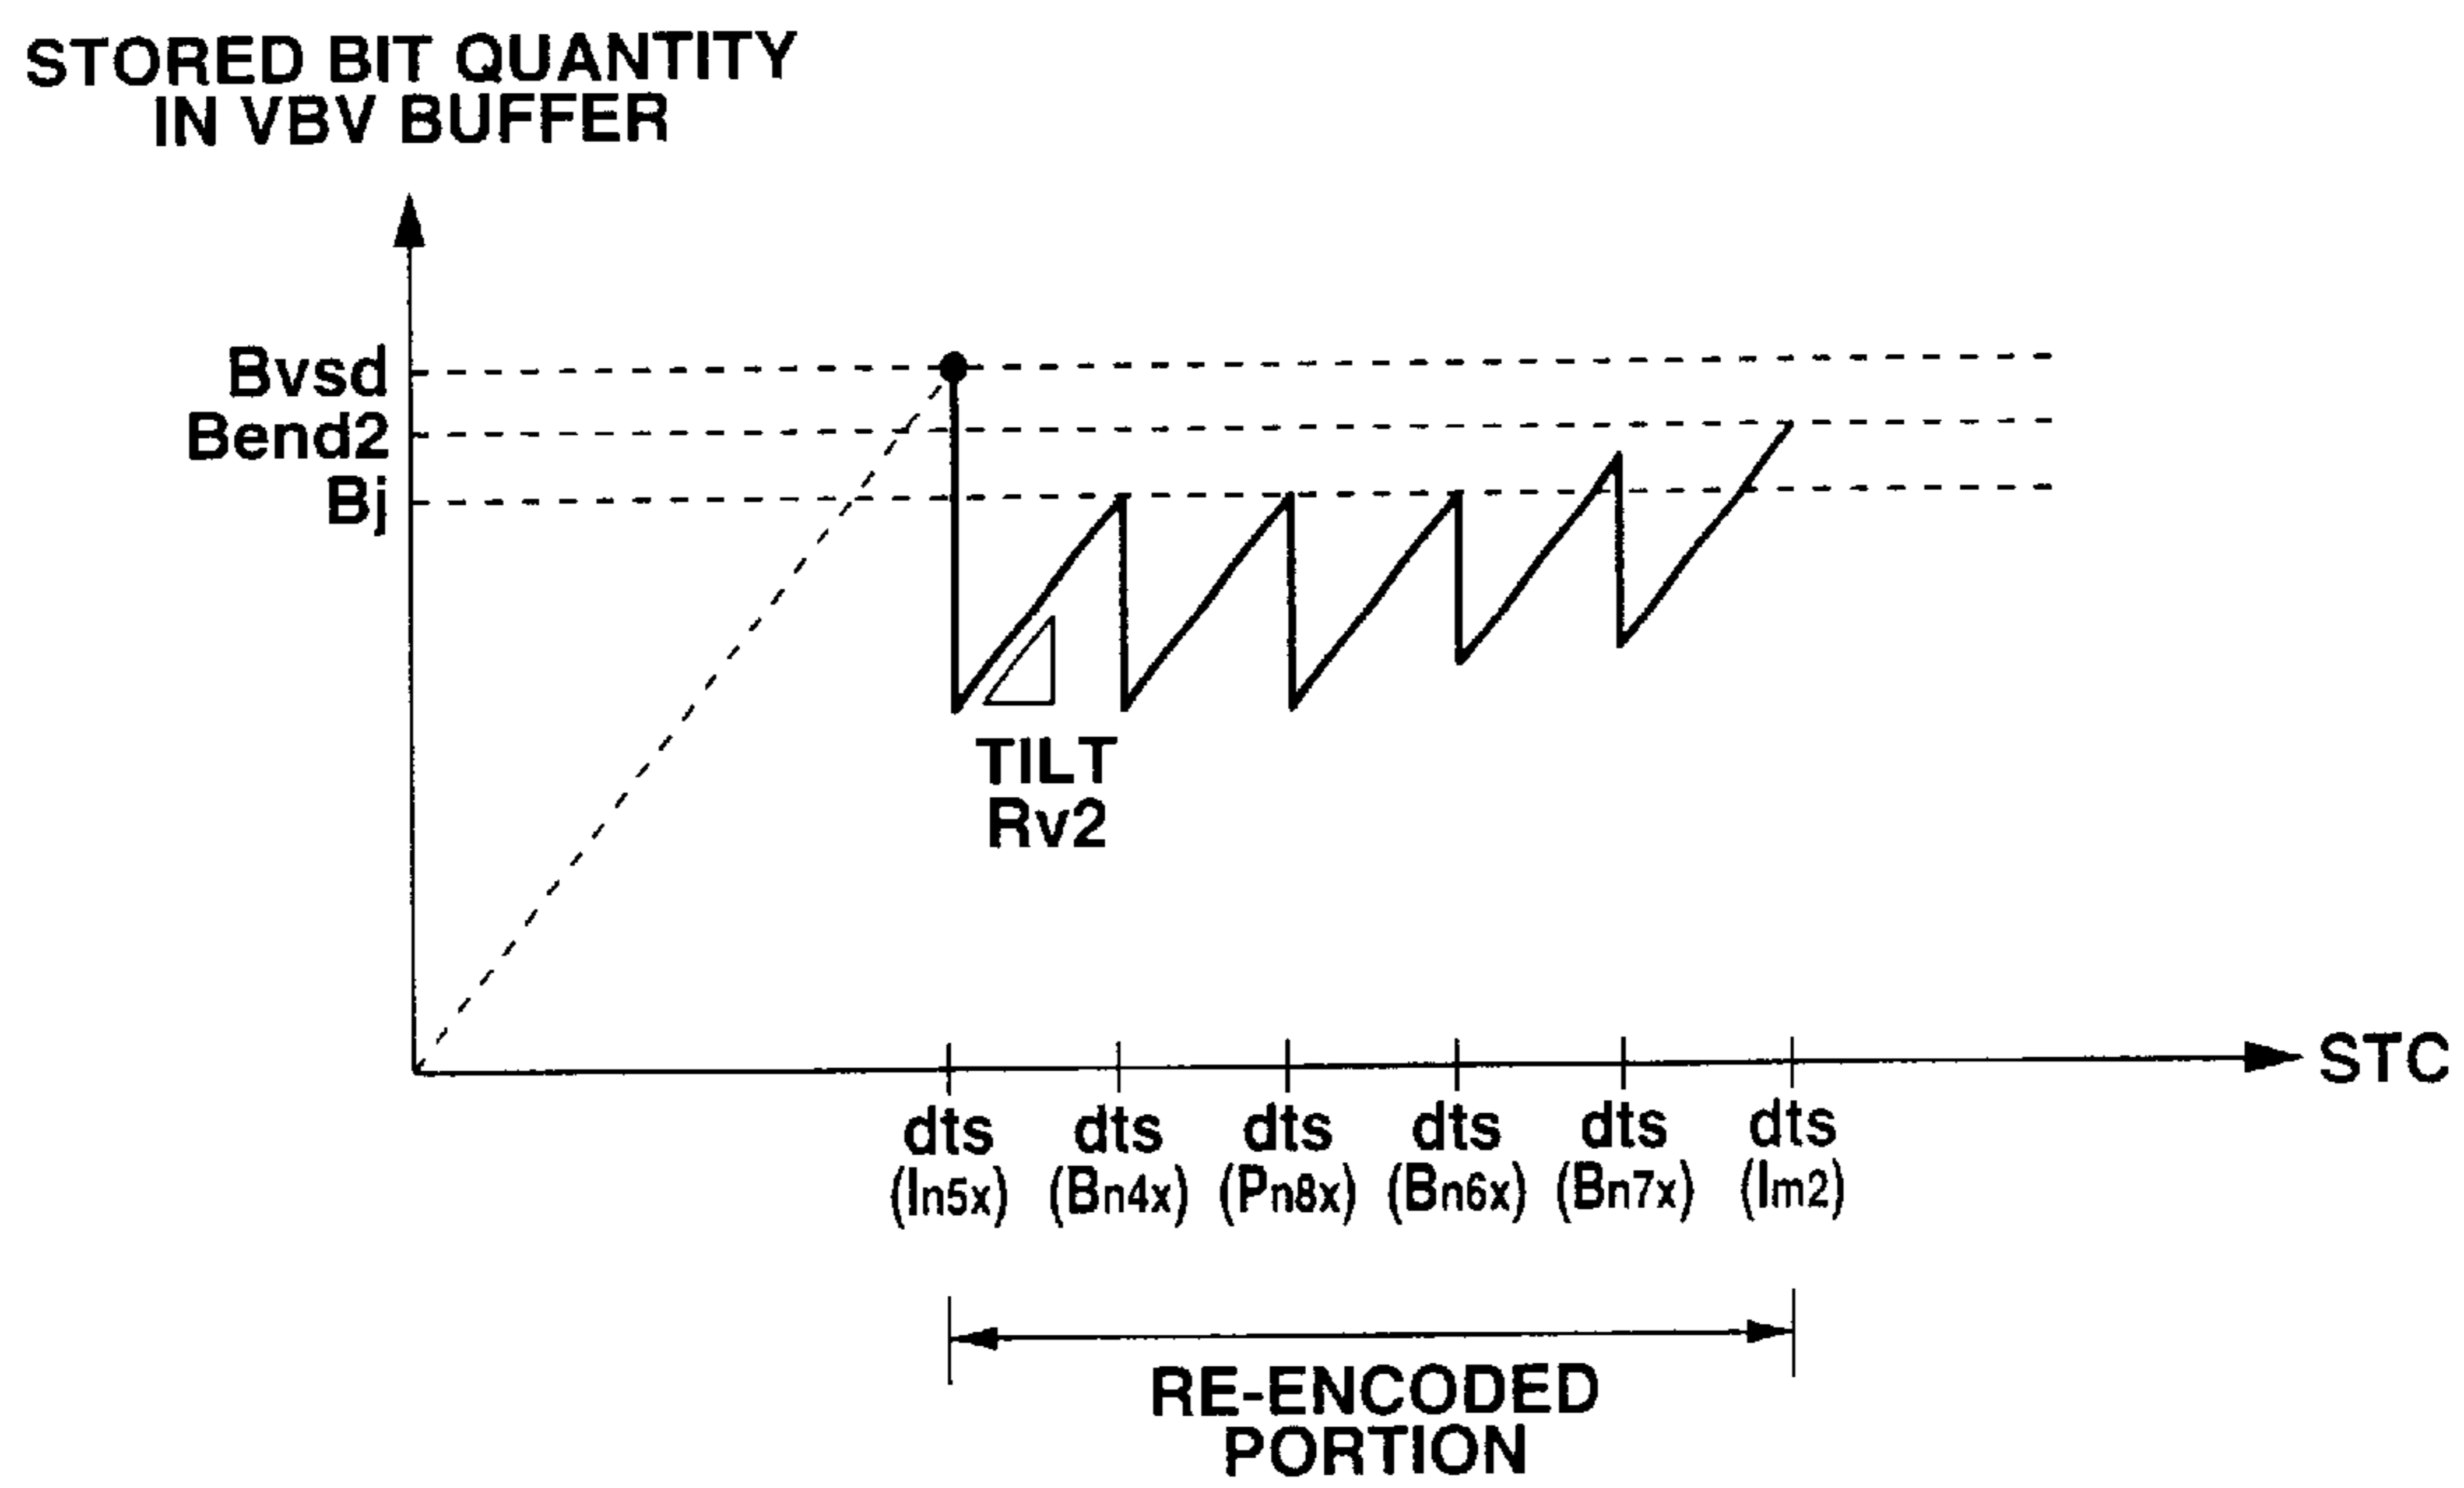 STORED BIT QUANTITY
IN VBV BUFFER
Bvsd
Bend2
Bj
TILT
Rv2
STC
dts dts dts dts dts dts
(In5x) (Bn4x) (Pn8x) (Bn6x) (Bn7x) (Im2)
RE-ENCODED
PORTION